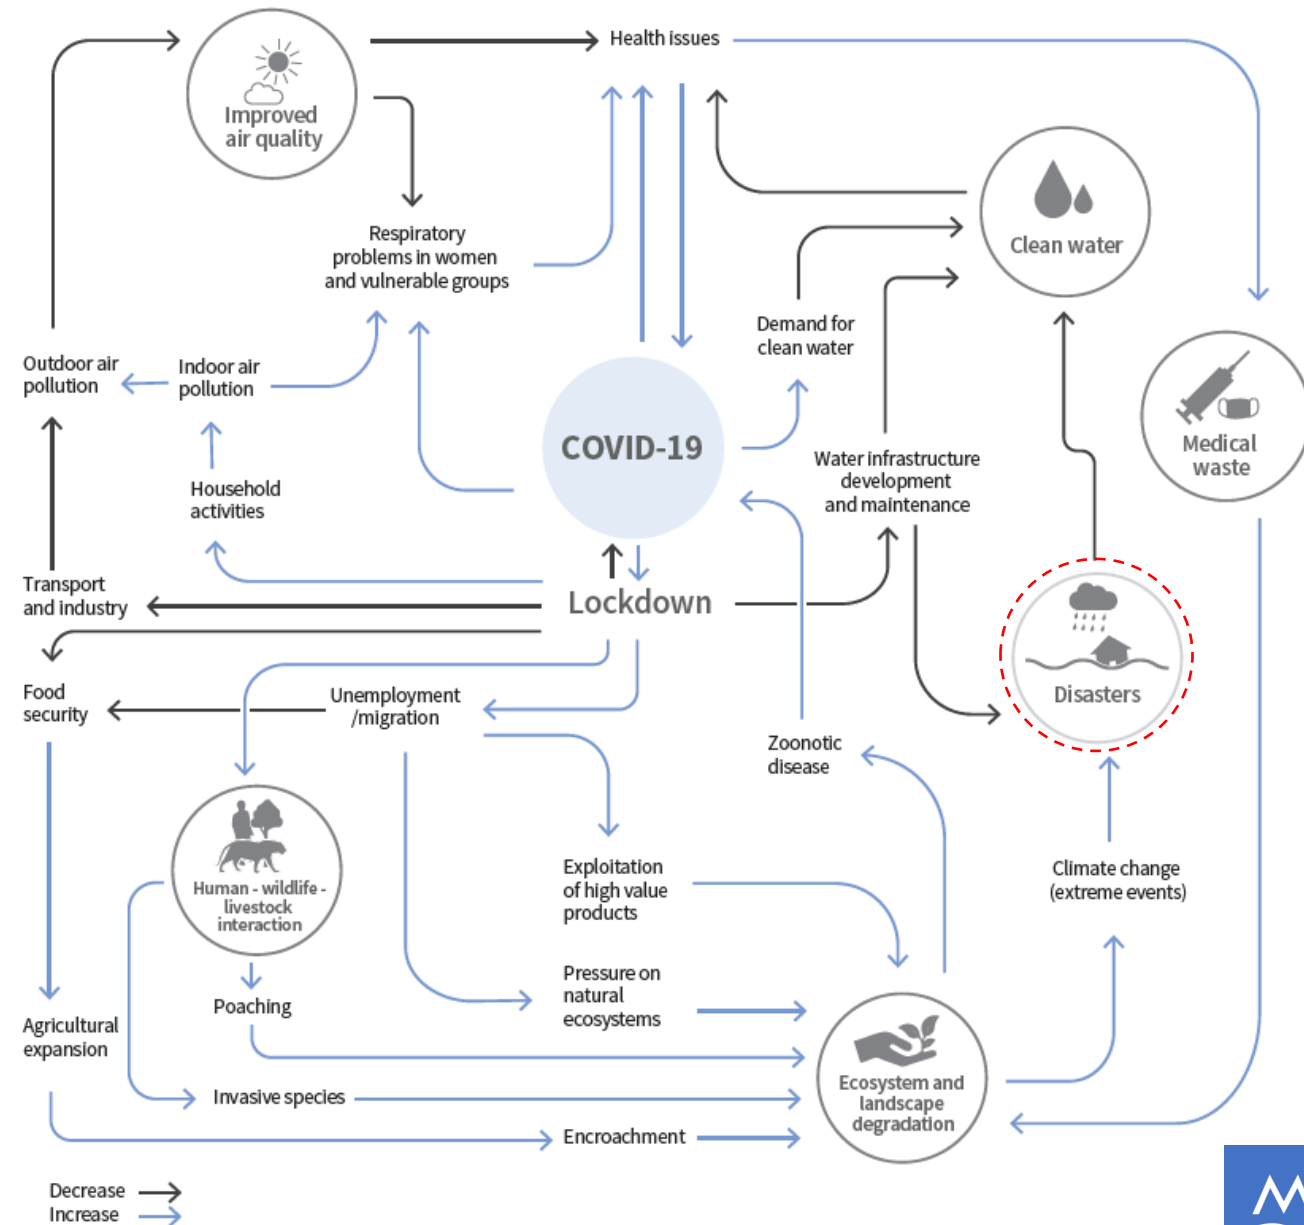 Health issues
Improved
air quality
Respiratory
problems in women
and vulnerable groups
Clean water
Demand for
clean water
Outdoor air
pollution
Indoor air
pollution
COVID-19
Medical
waste
Water infrastructure
development
and maintenance
Household
activities
Transport
and industry
Lockdown
Food
security
Unemployment
/migration
Disasters
Zoonotic
disease
Human - wildlife -
livestock
interaction
Exploitation
of high value
products
Climate change
(extreme events)
Poaching
Pressure on
natural
ecosystems
Agricultural
expansion
Ecosystem and
landscape
degradation
Invasive species
Encroachment
Decrease
Increase